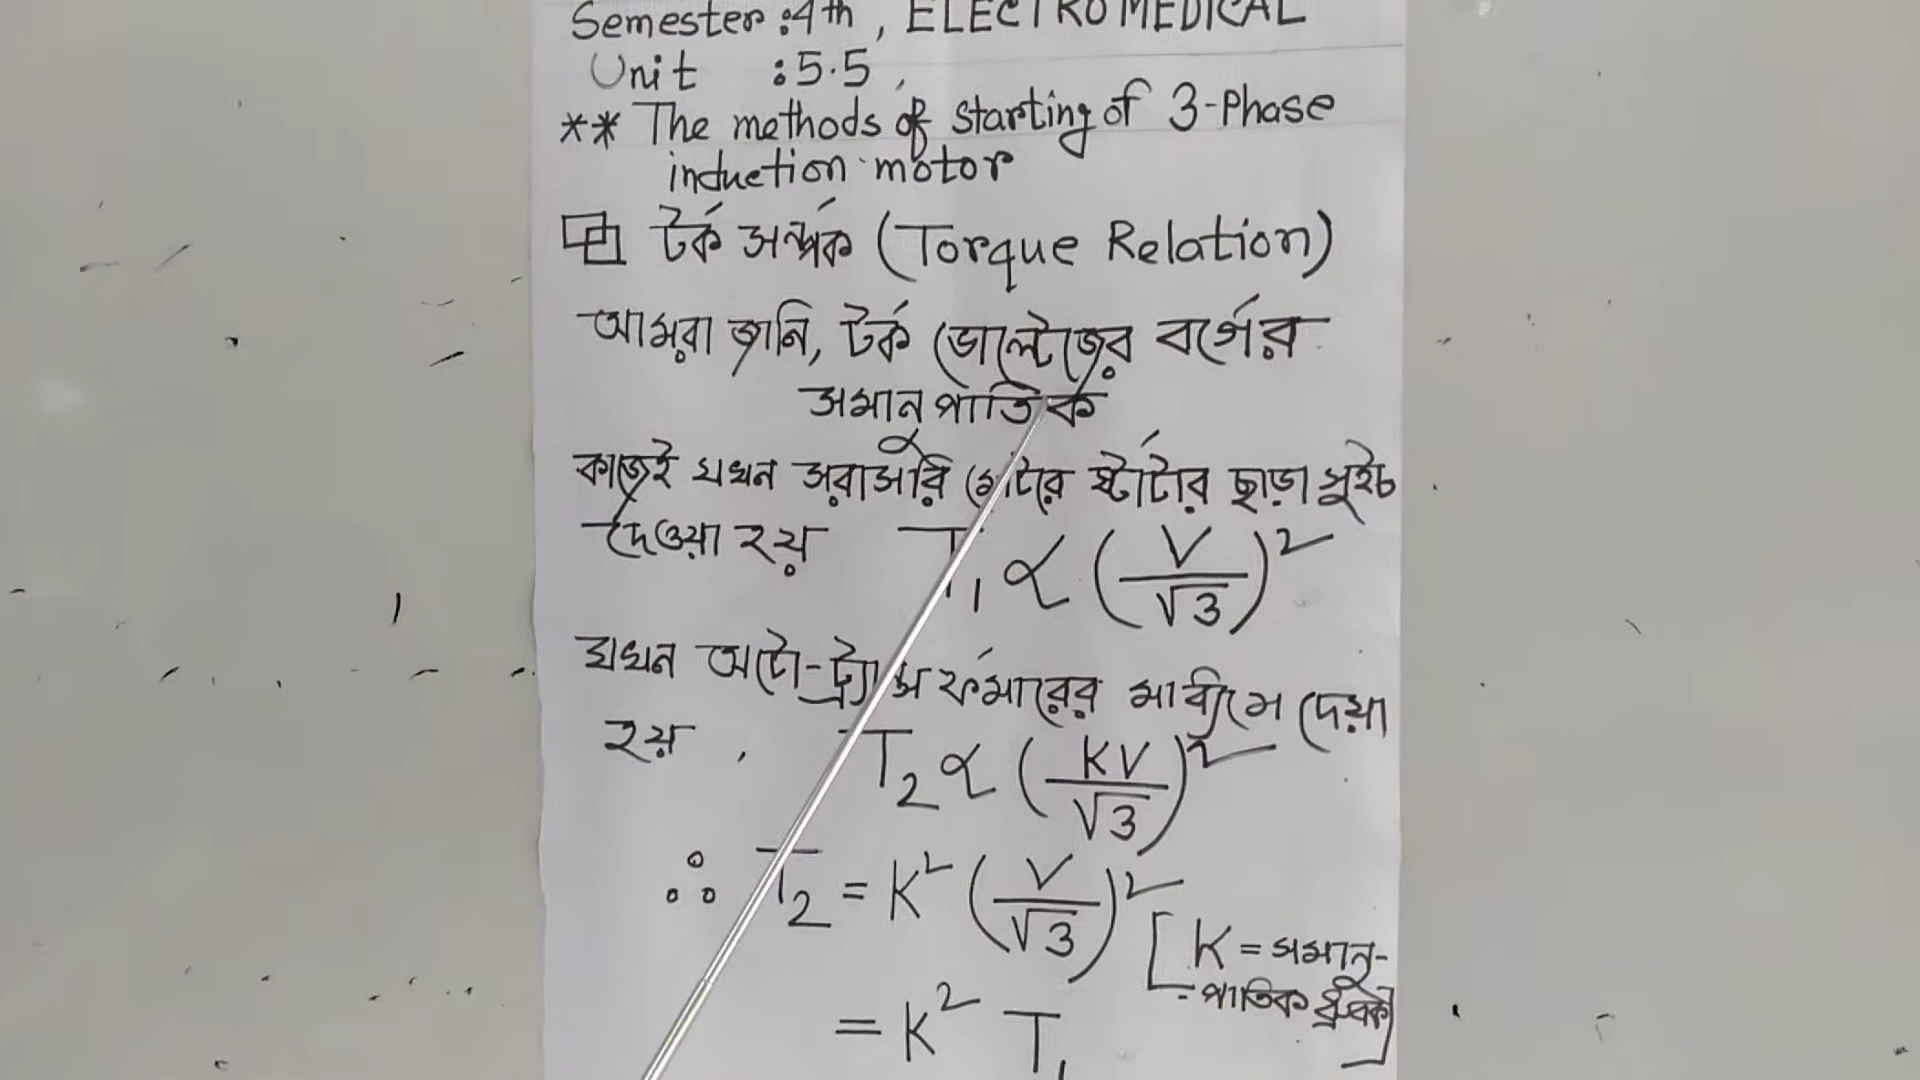 Semester :4th, ELECTROMEDICAL
Unit :5.5,
** The methods of starting of 3-Phase
induction motor
টর্ক সর্ম্পক (Torque Relation)
আমরা জানি, টর্ক ভোল্টেজের বর্গের
সমানুপাতিক
কাজেই যখন সরাসরি মোটরে স্টার্টার ছাড়া সুইচ
দেওয়া হয় T₁ ∝ (V/√3)²
যখন অটো-ট্র্যান্সফর্মারের মাধ্যমে দেয়া
হয়, T₂ ∝ (KV/√3)²
∴ T₂ = K² (V/√3)²
[K = সমানু-
পাতিক ধ্রুবক]
= K² T₁